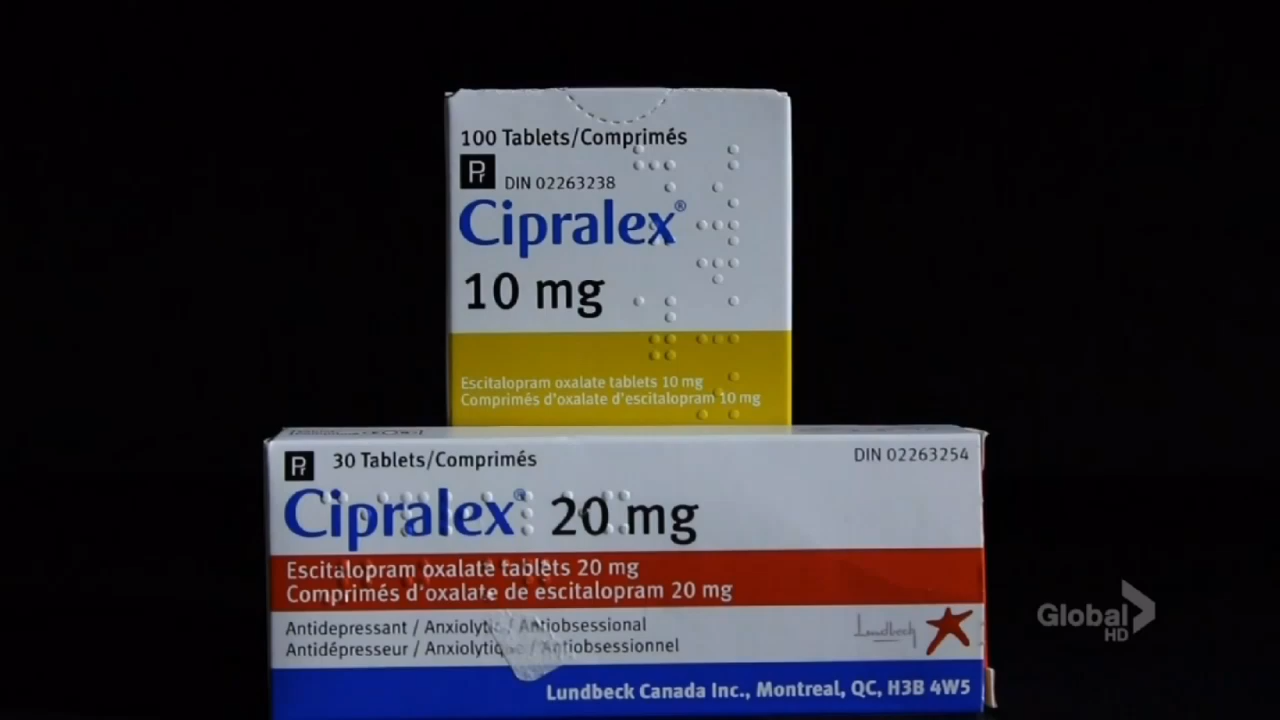 100 Tablets/Comprimés
Pr DIN 02263238
Cipralex®
10 mg
Escitalopram oxalate tablets 10 mg
Comprimés d'oxalate d'escitalopram 10 mg
Pr 30 Tablets/Comprimés DIN 02263254
Cipralex® 20 mg
Escitalopram oxalate tablets 20 mg
Comprimés d'oxalate de escitalopram 20 mg
Antidepressant / Anxiolytic / Antiobsessional
Antidépresseur / Anxiolytique / Antiobsessionnel
Lundbeck
Lundbeck Canada Inc., Montreal, QC, H3B 4W5
Global
HD